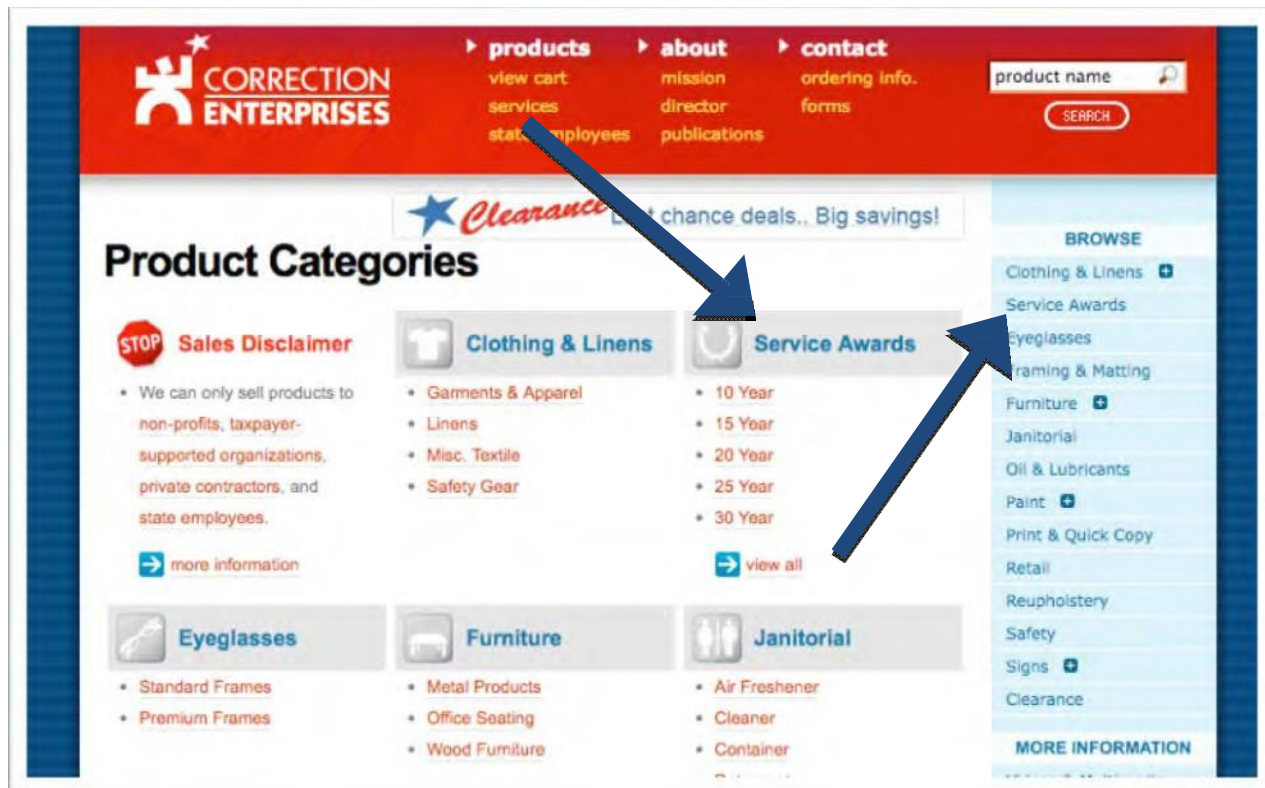 CORRECTION
ENTERPRISES
products
view cart
services
state employees
about
mission
director
publications
contact
ordering info.
forms
product name
SEARCH
Clearance chance deals.. Big savings!
Product Categories
STOP Sales Disclaimer
• We can only sell products to
non-profits, taxpayer-
supported organizations,
private contractors, and
state employees.
more information
Clothing & Linens
• Garments & Apparel
• Linens
• Misc. Textile
• Safety Gear
Service Awards
• 10 Year
• 15 Year
• 20 Year
• 25 Year
• 30 Year
view all
Eyeglasses
• Standard Frames
• Premium Frames
Furniture
• Metal Products
• Office Seating
• Wood Furniture
Janitorial
• Air Freshener
• Cleaner
• Container
BROWSE
Clothing & Linens
Service Awards
Eyeglasses
Framing & Matting
Furniture
Janitorial
Oil & Lubricants
Paint
Print & Quick Copy
Retail
Reupholstery
Safety
Signs
Clearance
MORE INFORMATION